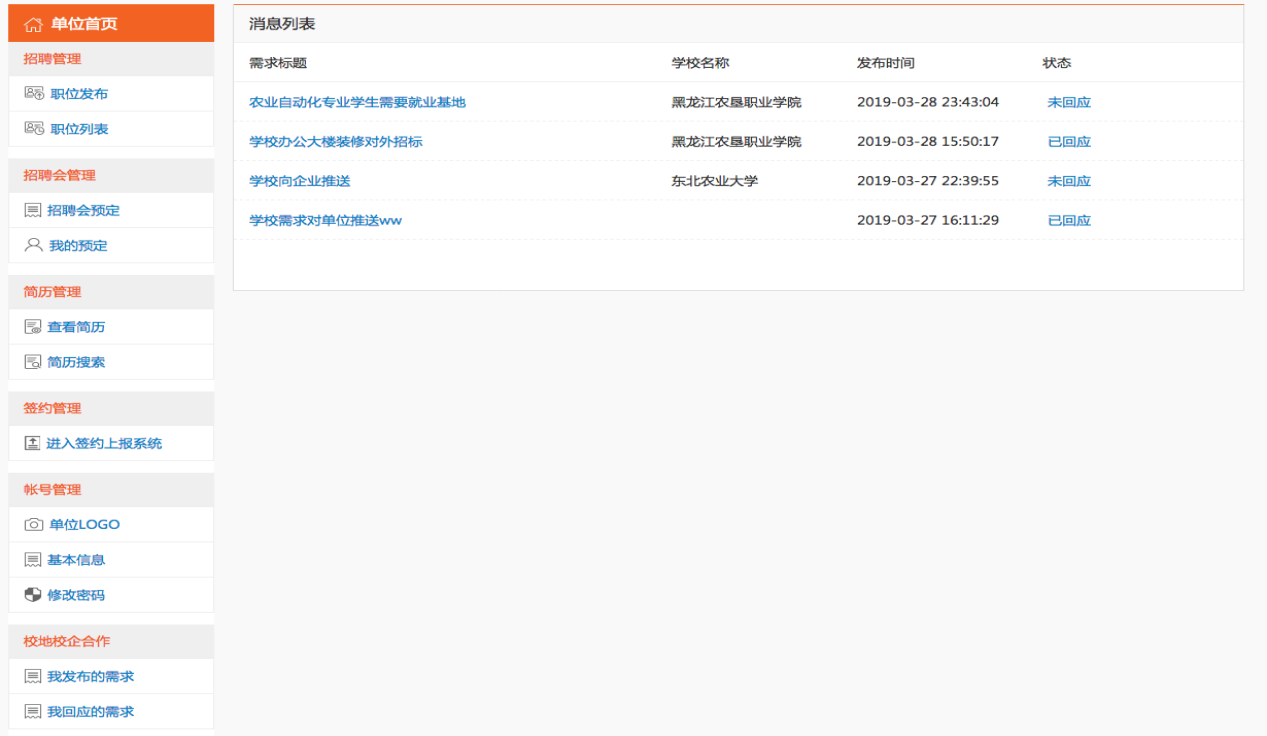 单位首页
招聘管理
职位发布
职位列表
招聘会管理
招聘会预定
我的预定
简历管理
查看简历
简历搜索
签约管理
进入签约上报系统
帐号管理
单位LOGO
基本信息
修改密码
校地校企合作
我发布的需求
我回应的需求
消息列表
需求标题 学校名称 发布时间 状态
农业自动化专业学生需要就业基地 黑龙江农垦职业学院 2019-03-28 23:43:04 未回应
学校办公大楼装修对外招标 黑龙江农垦职业学院 2019-03-28 15:50:17 已回应
学校向企业推送 东北农业大学 2019-03-27 22:39:55 未回应
学校需求对单位推送ww 2019-03-27 16:11:29 已回应